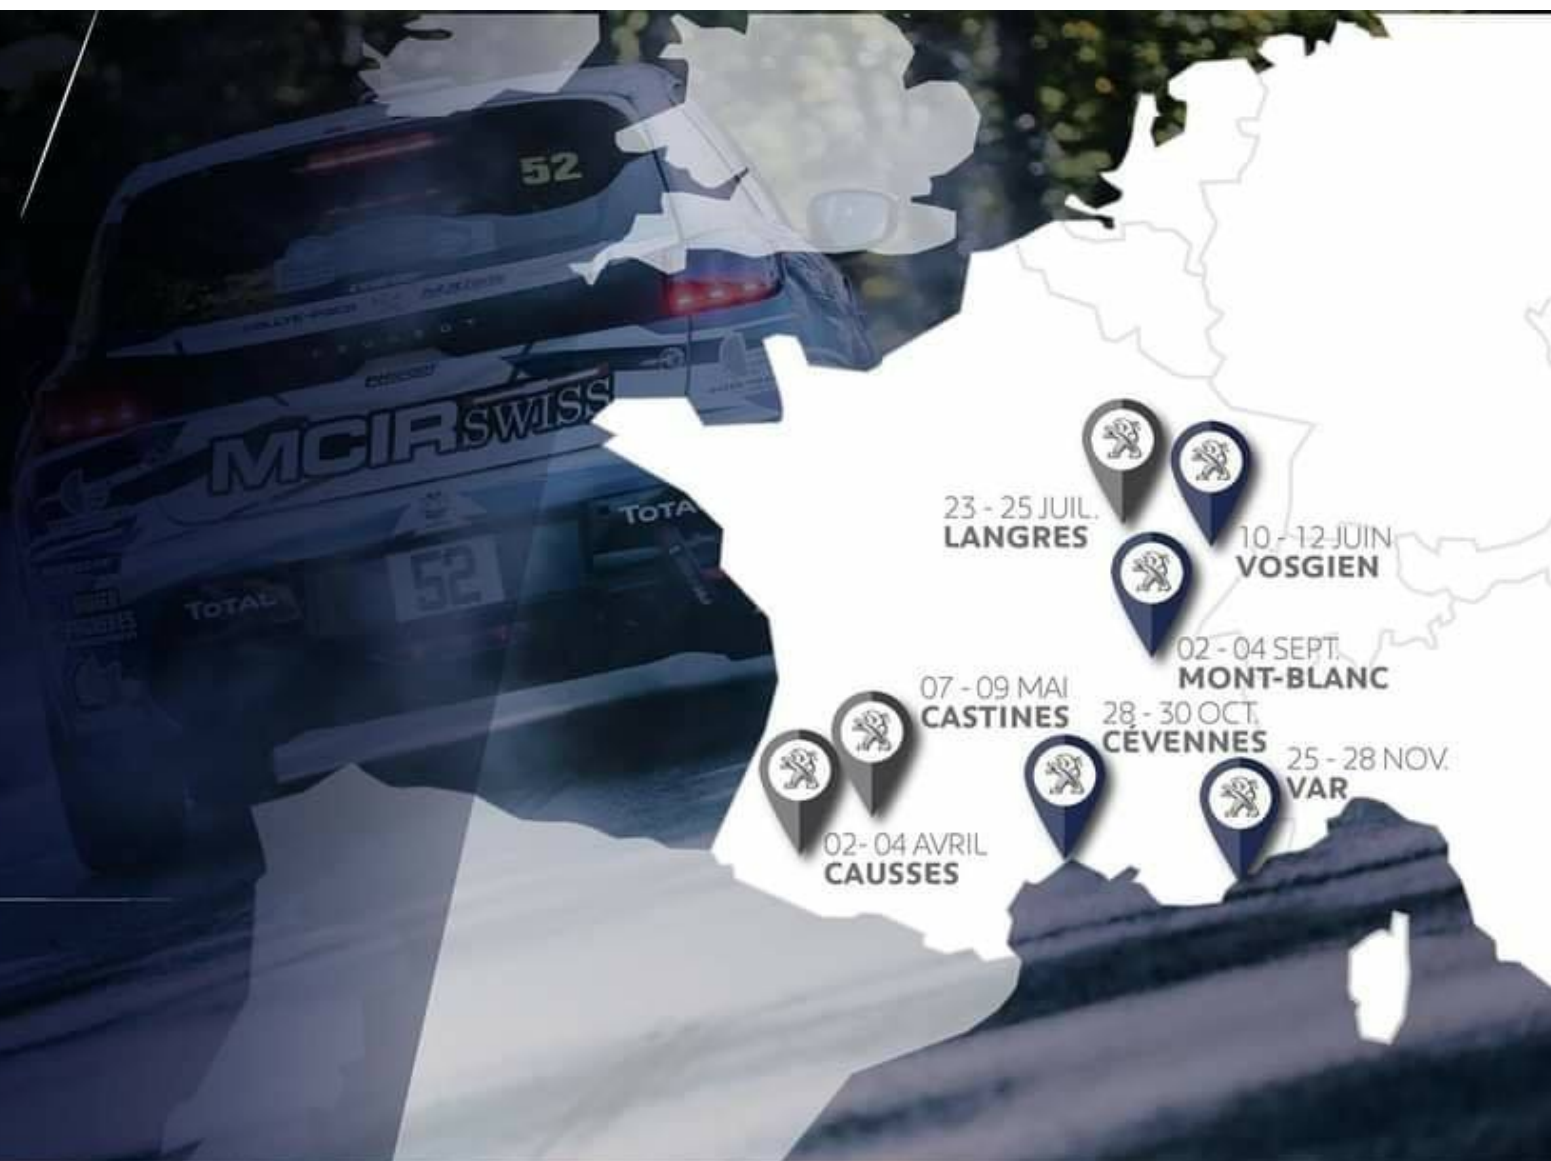 52
MCIR SWISS
TOTAL
52
TOTA
23 - 25 JUIL.
LANGRES
10 - 12 JUIN
VOSGIEN
02 - 04 SEPT.
MONT-BLANC
07 - 09 MAI
CASTINES
28 - 30 OCT.
CÉVENNES
25 - 28 NOV.
VAR
02- 04 AVRIL
CAUSSES